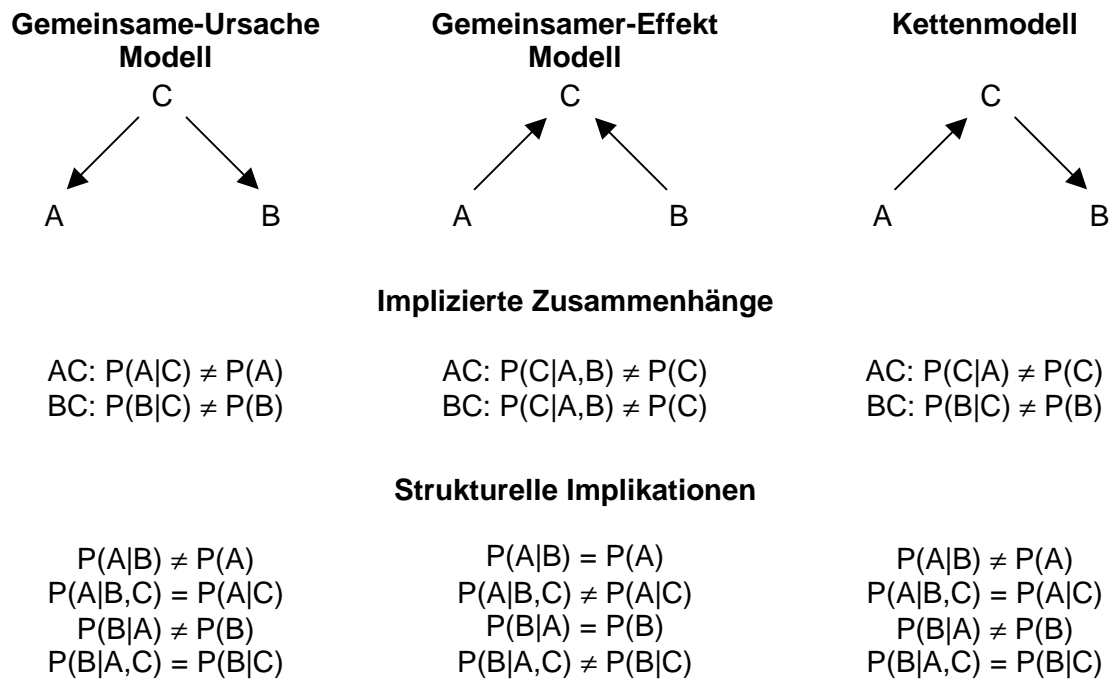 Gemeinsame-Ursache
Modell
C
A
B
Gemeinsamer-Effekt
Modell
C
A
B
Kettenmodell
C
A
B
Implizierte Zusammenhänge
AC: P(A|C) ≠ P(A)
BC: P(B|C) ≠ P(B)
AC: P(C|A,B) ≠ P(C)
BC: P(C|A,B) ≠ P(C)
AC: P(C|A) ≠ P(C)
BC: P(B|C) ≠ P(B)
Strukturelle Implikationen
P(A|B) ≠ P(A)
P(A|B,C) = P(A|C)
P(B|A) ≠ P(B)
P(B|A,C) = P(B|C)
P(A|B) = P(A)
P(A|B,C) ≠ P(A|C)
P(B|A) = P(B)
P(B|A,C) ≠ P(B|C)
P(A|B) ≠ P(A)
P(A|B,C) = P(A|C)
P(B|A) ≠ P(B)
P(B|A,C) = P(B|C)